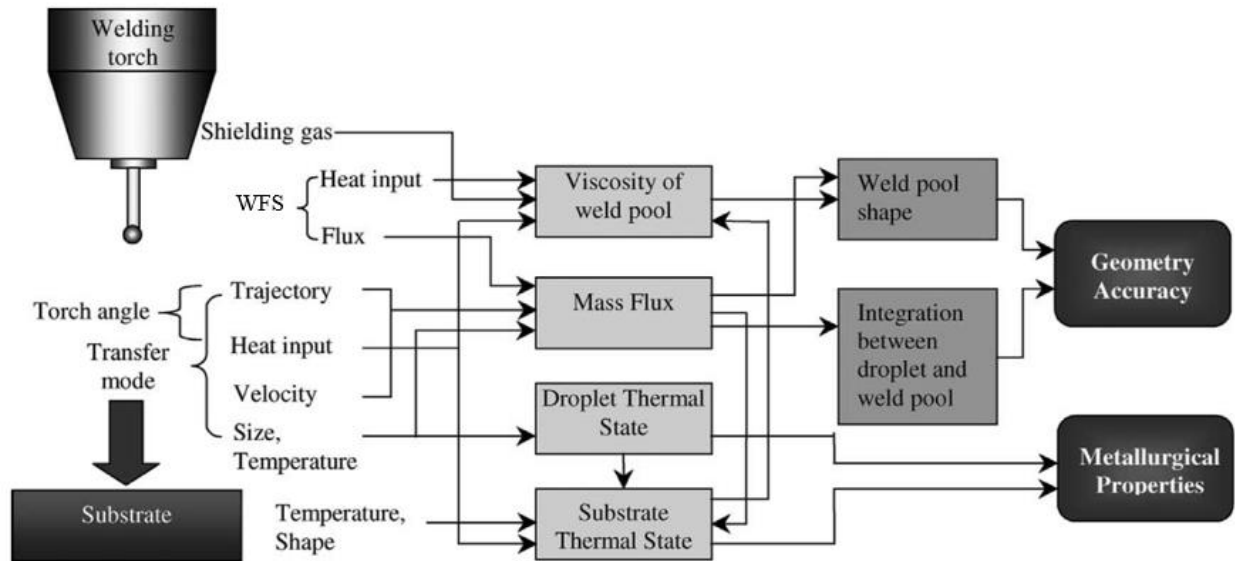 Welding
torch
Shielding gas
WFS
Heat input
Flux
Torch angle
Trajectory
Transfer
mode
Heat input
Velocity
Size,
Temperature
Substrate
Temperature,
Shape
Viscosity of
weld pool
Mass Flux
Droplet Thermal
State
Substrate
Thermal State
Weld pool
shape
Integration
between
droplet and
weld pool
Geometry
Accuracy
Metallurgical
Properties